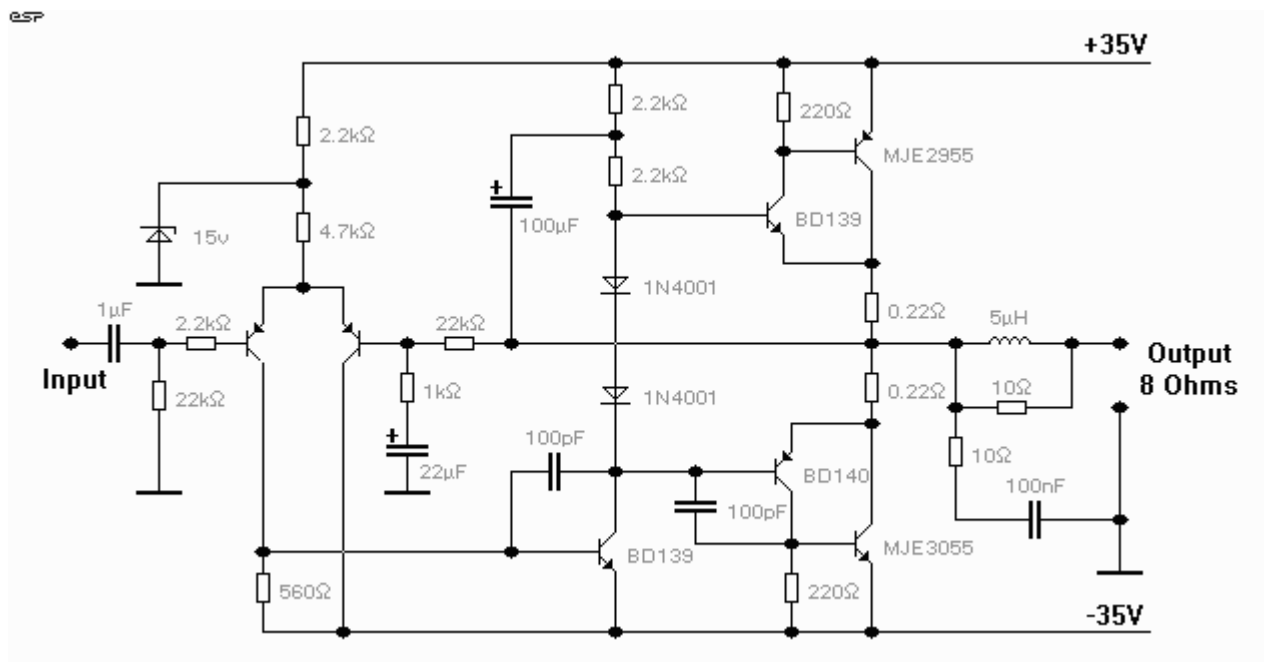 esp
+35V
2.2kΩ
220Ω
2.2kΩ
MJE2955
2.2kΩ
+
100µF
BD139
15v
4.7kΩ
1N4001
0.22Ω
1µF
2.2kΩ
22kΩ
5µH
Input
Output
8 Ohms
22kΩ
1kΩ
1N4001
0.22Ω
10Ω
+
22µF
100pF
BD140
10Ω
100pF
100nF
BD139
MJE3055
560Ω
220Ω
-35V